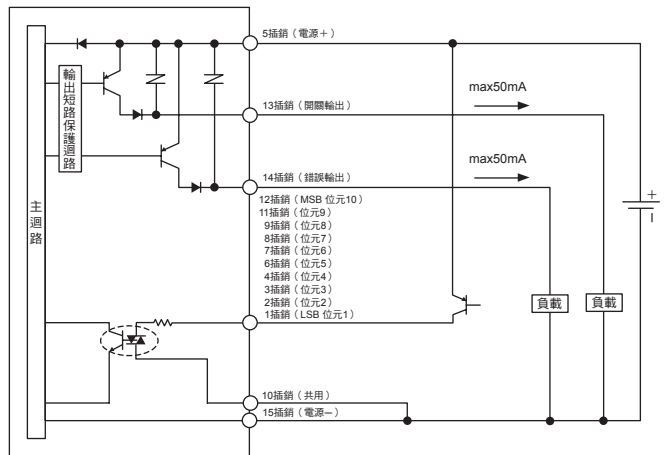 5插銷（電源＋）
輸出短路保護迴路
max50mA
13插銷（開關輸出）
max50mA
14插銷（錯誤輸出）
主迴路
12插銷（MSB 位元10）
11插銷（位元9）
9插銷（位元8）
8插銷（位元7）
7插銷（位元6）
6插銷（位元5）
4插銷（位元4）
3插銷（位元3）
2插銷（位元2）
1插銷（LSB 位元1）
＋
－
負載
負載
10插銷（共用）
15插銷（電源－）